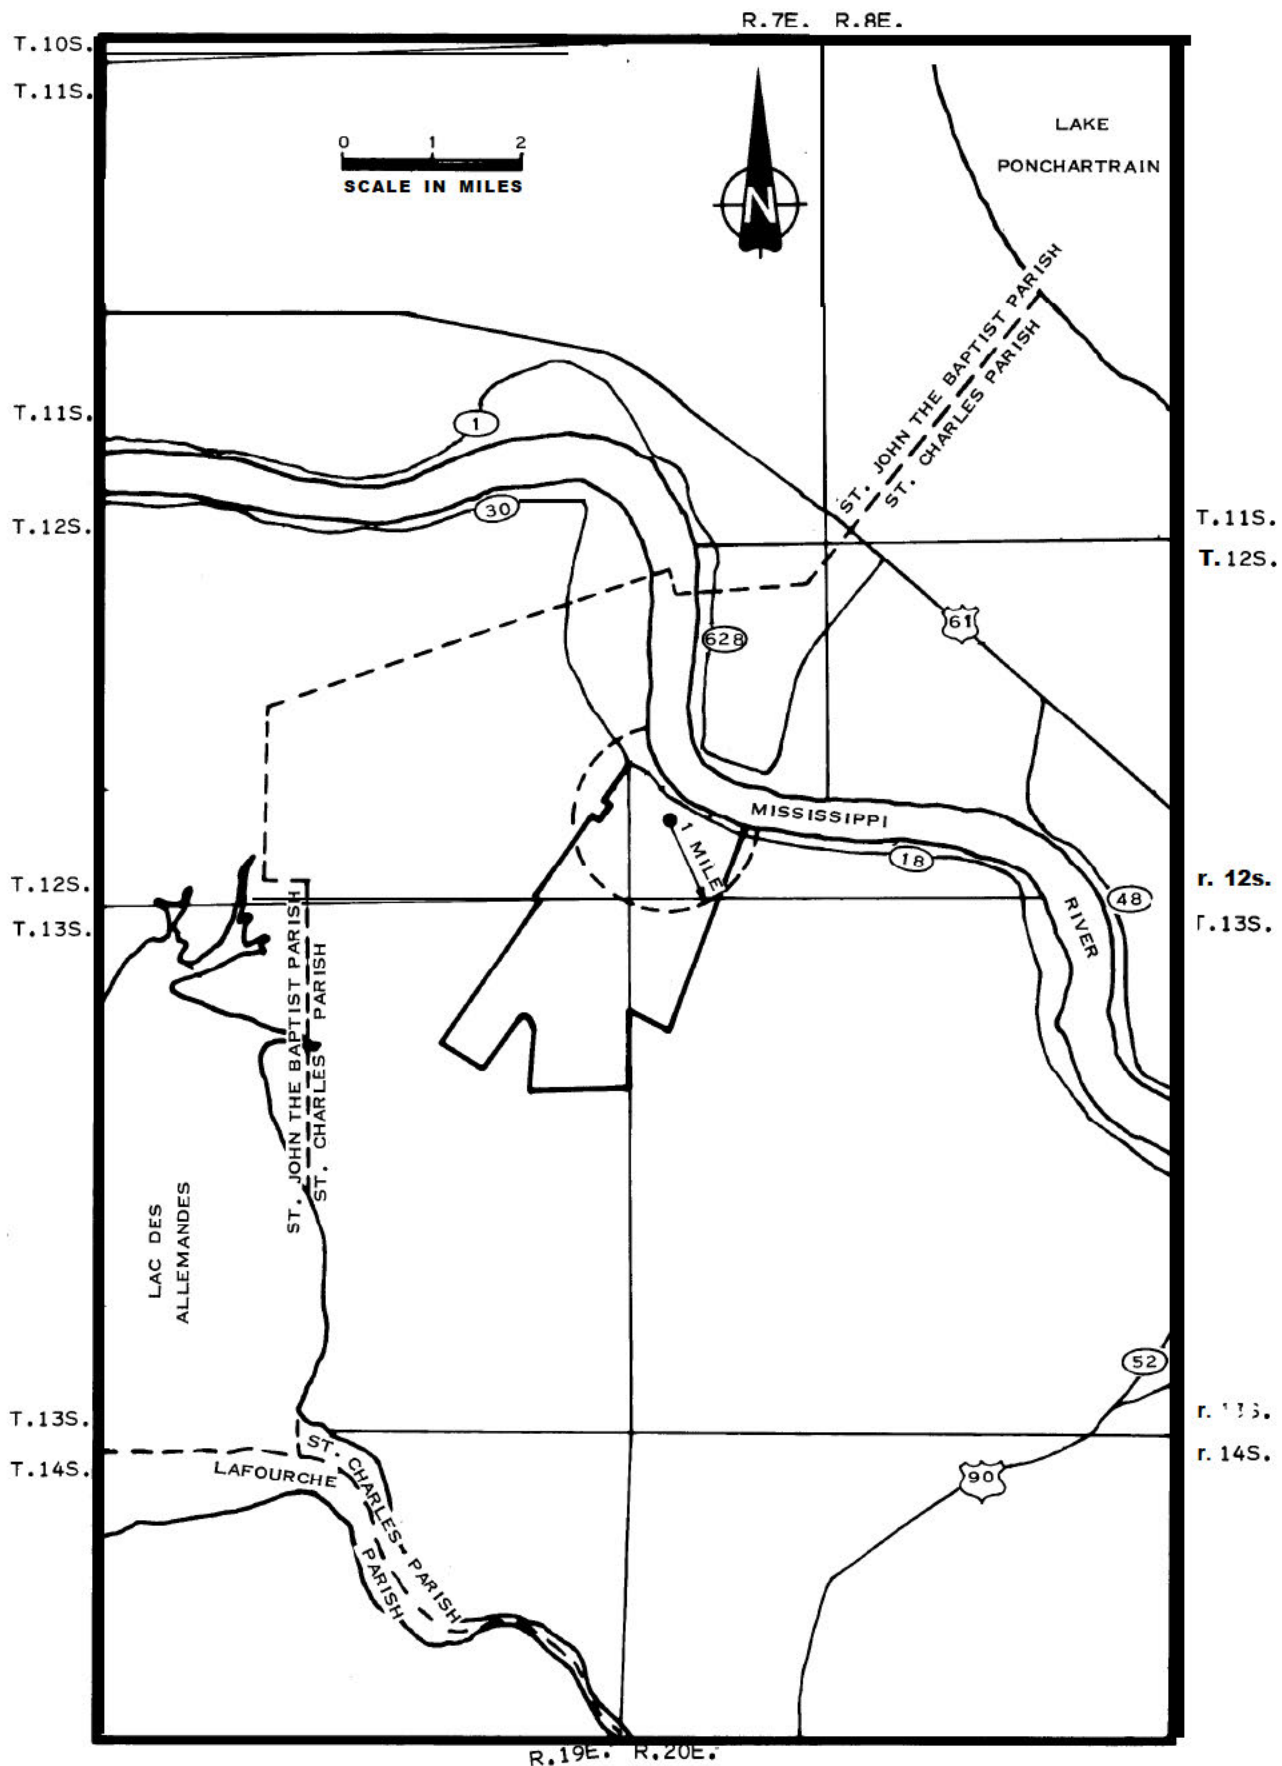 R.7E. R.8E.
T.10S.
T.11S.
LAKE
PONCHARTRAIN
0 1 2
SCALE IN MILES
N
ST. JOHN THE BAPTIST PARISH
ST. CHARLES PARISH
T.11S.
1
30
T.12S.
T.11S.
T.12S.
61
628
MISSISSIPPI
RIVER
1 MILE
18
48
T.12S.
T.13S.
r. 12s.
T.13S.
ST. JOHN THE BAPTIST PARISH
ST. CHARLES PARISH
LAC DES
ALLEMANDES
52
T.13S.
T.14S.
r. 13S.
r. 14S.
ST. CHARLES PARISH
LAFOURCHE
PARISH
90
R.19E. R.20E.